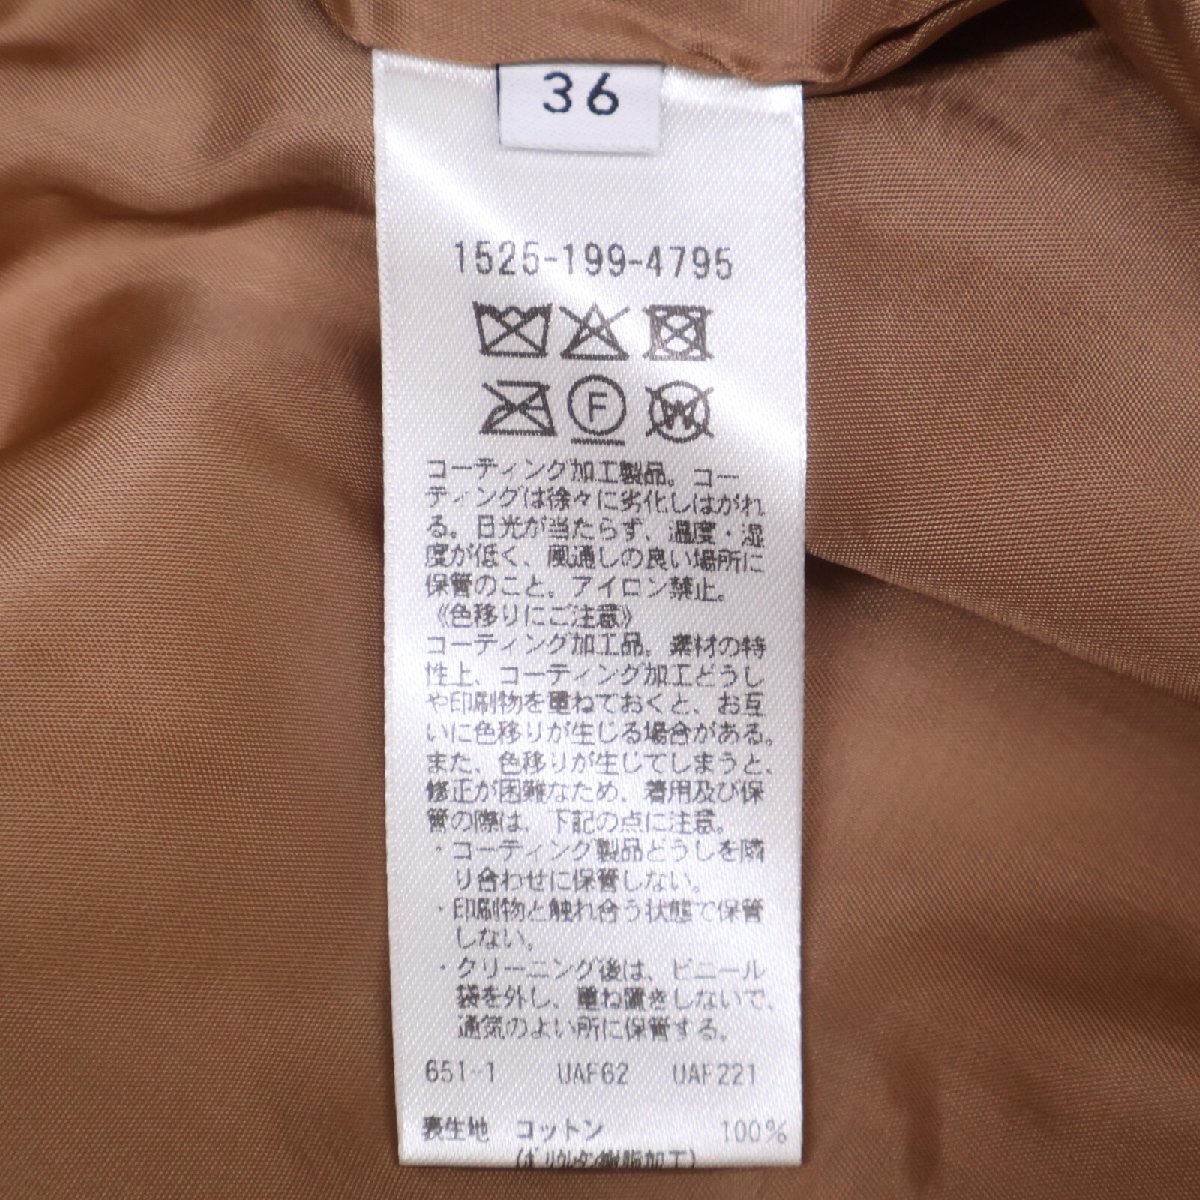 36
1525-199-4795
F
W
コーティング加工製品。コー
ティングは徐々に劣化しはがれ
る。日光が当たらず、温度・湿
度が低く、風通しの良い場所に
保管のこと。アイロン禁止。
《色移りにご注意》
コーティング加工品。素材の特
性上、コーティング加工どうし
や印刷物を重ねておくと、お互
いに色移りが生じる場合がある。
また、色移りが生じてしまうと、
修正が困難なため、着用及び保
管の際は、下記の点に注意。
・コーティング製品どうしを隣
り合わせに保管しない。
・印刷物と触れ合う状態で保管
しない。
・クリーニング後は、ビニール
袋を外し、重ね置きしないで、
通気のよい所に保管する。
651-1 UAF62 UAF221
表生地 コットン 100%
(ポリウレタン樹脂加工)